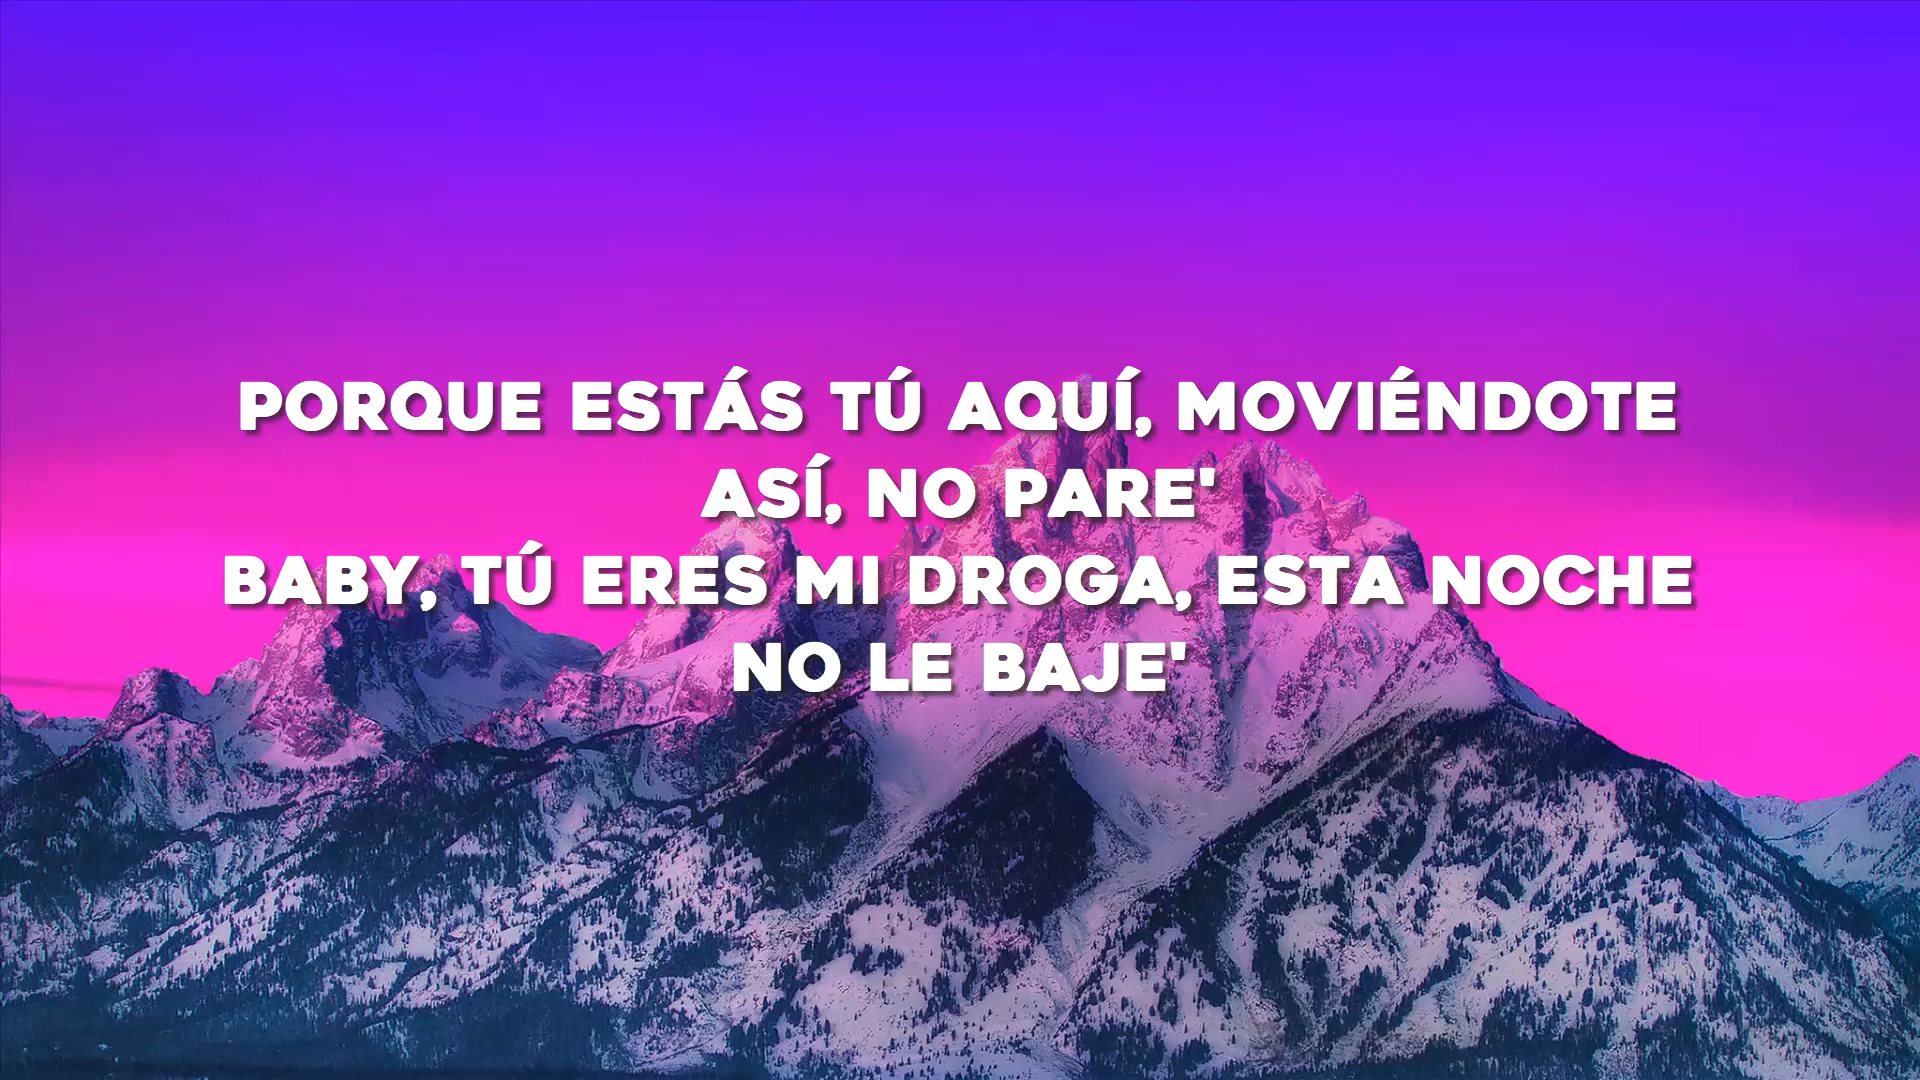 PORQUE ESTÁS TÚ AQUÍ, MOVIÉNDOTE
ASÍ, NO PARE'
BABY, TÚ ERES MI DROGA, ESTA NOCHE
NO LE BAJE'